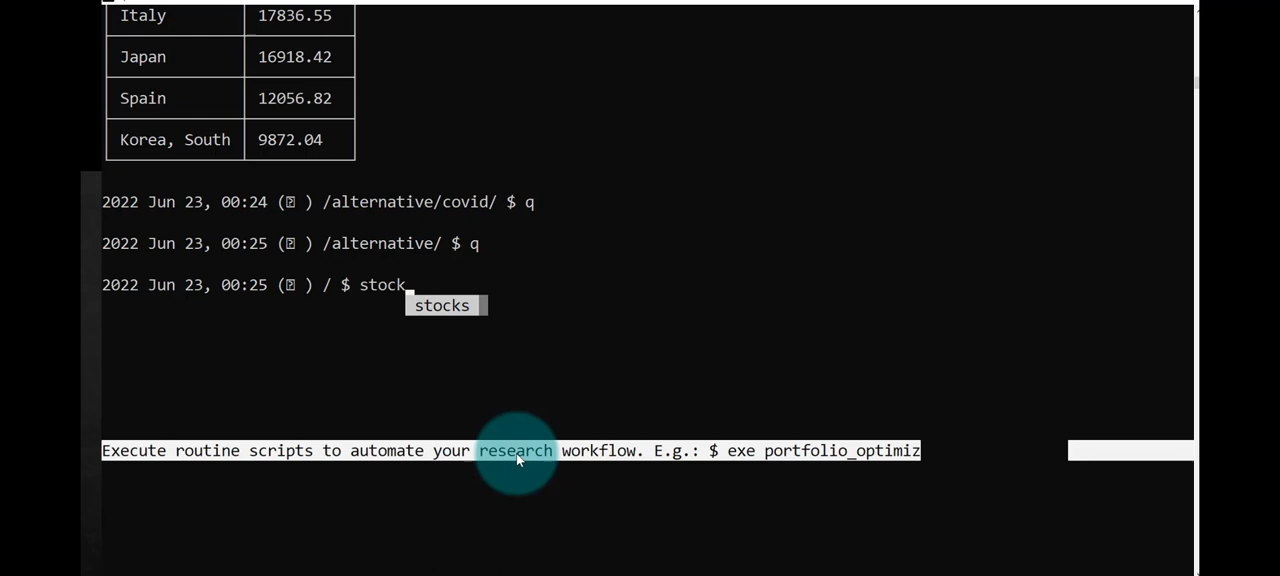 Italy 17836.55
Japan 16918.42
Spain 12056.82
Korea, South 9872.04
2022 Jun 23, 00:24 (⍰ ) /alternative/covid/ $ q
2022 Jun 23, 00:25 (⍰ ) /alternative/ $ q
2022 Jun 23, 00:25 (⍰ ) / $ stock
stocks
Execute routine scripts to automate your research workflow. E.g.: $ exe portfolio_optimiz